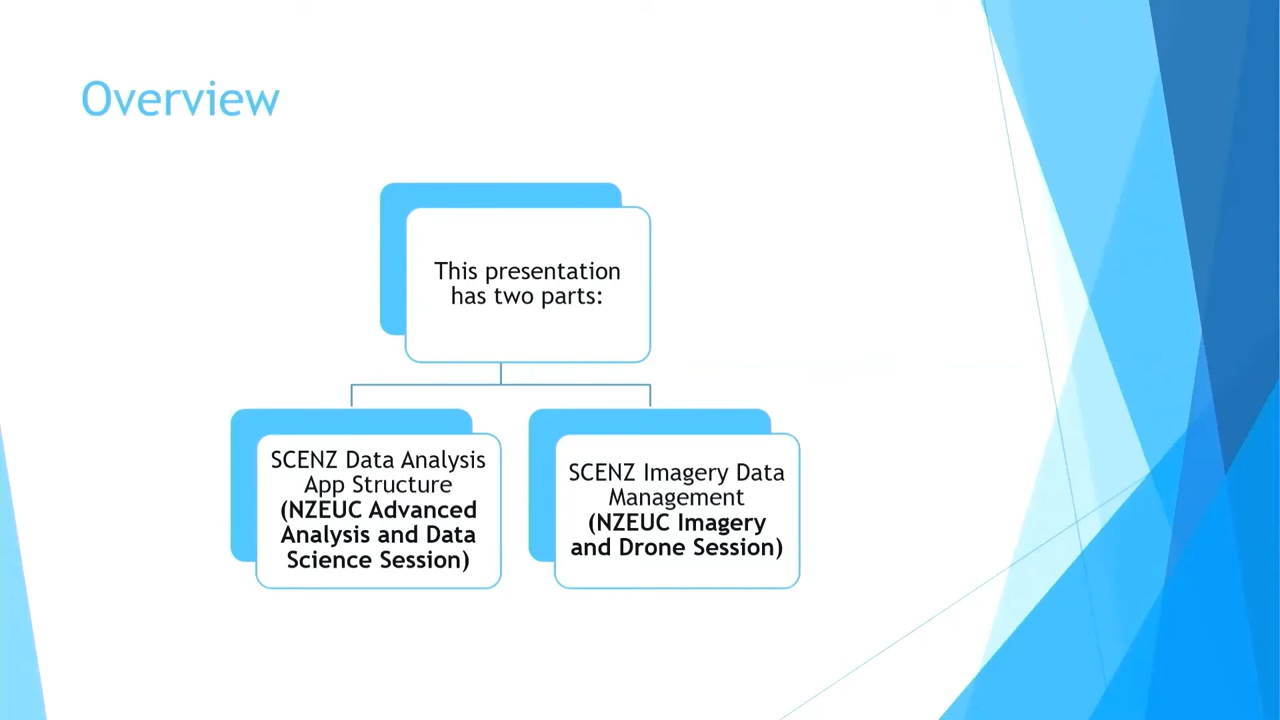 Overview
This presentation
has two parts:
SCENZ Data Analysis
App Structure
(NZEUC Advanced
Analysis and Data
Science Session)
SCENZ Imagery Data
Management
(NZEUC Imagery
and Drone Session)